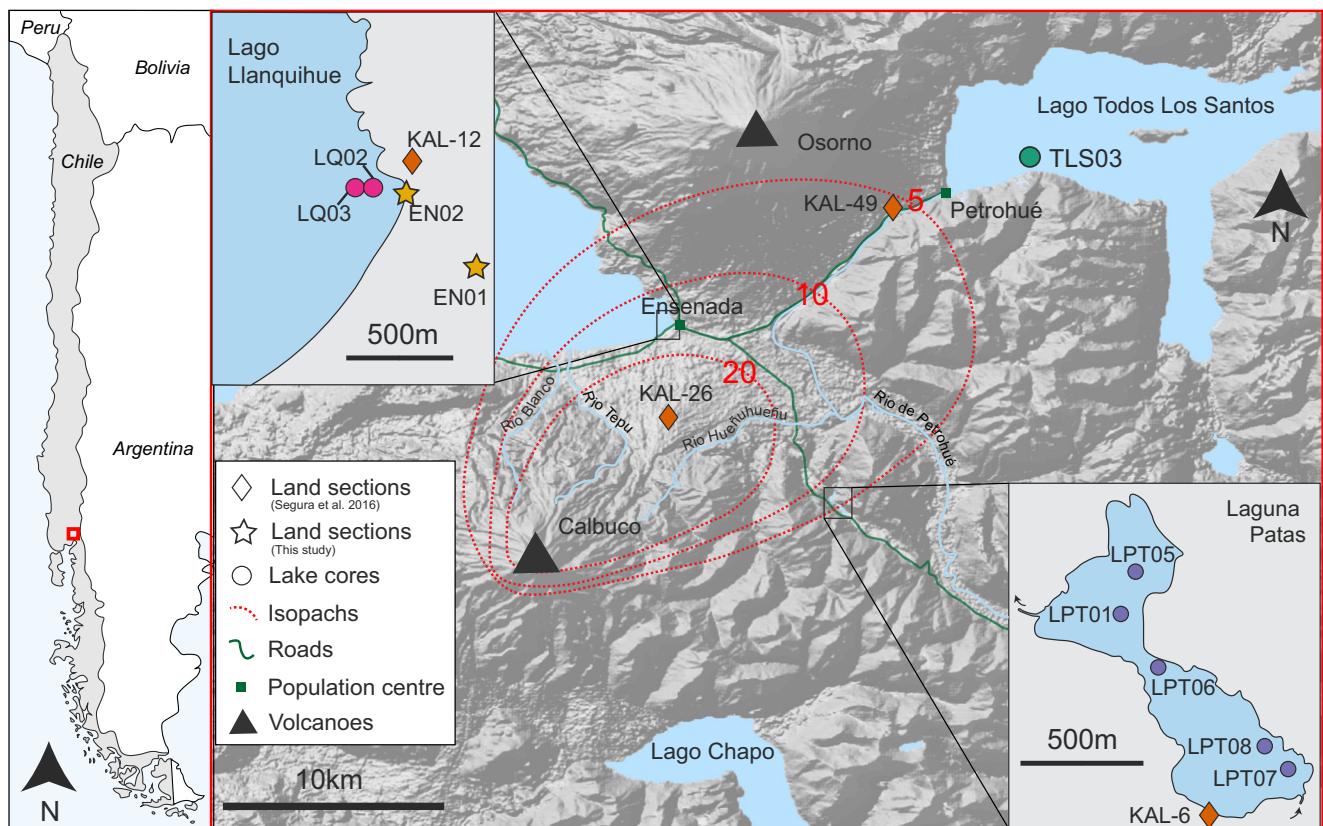 Peru
Bolivia
Chile
Argentina
N
Lago
Llanquihue
KAL-12
LQ02
LQ03
EN02
EN01
500m
Osorno
Lago Todos Los Santos
TLS03
KAL-49
5
Petrohué
N
10
Ensenada
20
KAL-26
Rio Blanco
Rio Tepu
Rio Hueñuhueñu
Rio de Petrohué
Calbuco
Land sections
(Segura et al. 2016)
Land sections
(This study)
Lake cores
Isopachs
Roads
Population centre
Volcanoes
10km
Lago Chapo
Laguna
Patas
LPT05
LPT01
LPT06
LPT08
LPT07
500m
KAL-6